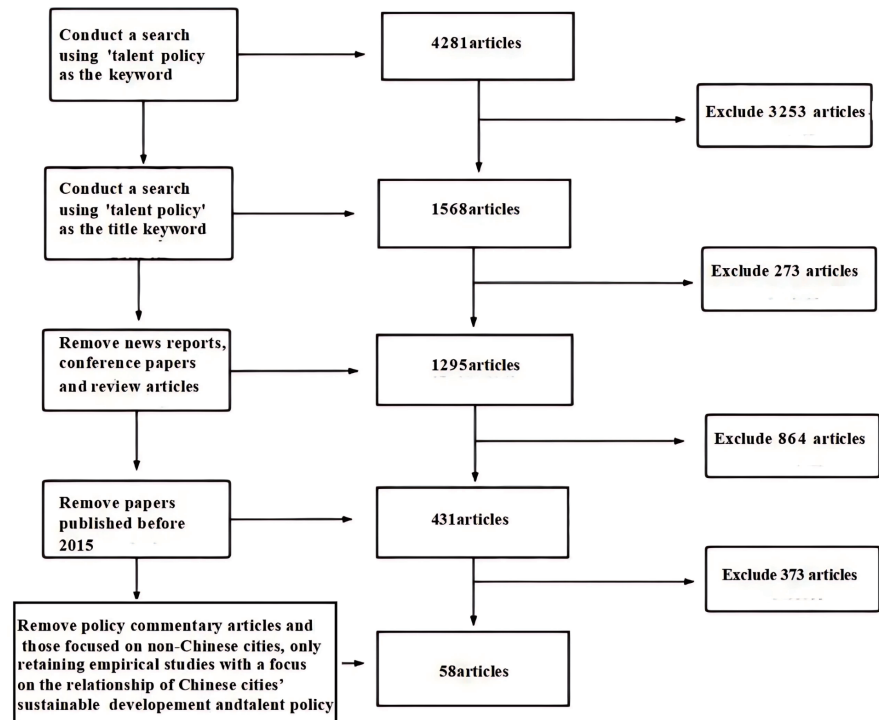 Conduct a search
using 'talent policy
as the keyword
4281articles
Exclude 3253 articles
Conduct a search
using 'talent policy'
as the title keyword
1568articles
Exclude 273 articles
Remove news reports,
conference papers
and review articles
1295articles
Exclude 864 articles
Remove papers
published before
2015
431articles
Exclude 373 articles
Remove policy commentary articles and
those focused on non-Chinese cities, only
retaining empirical studies with a focus
on the relationship of Chinese cities’
sustainable developement andtalent policy
58articles